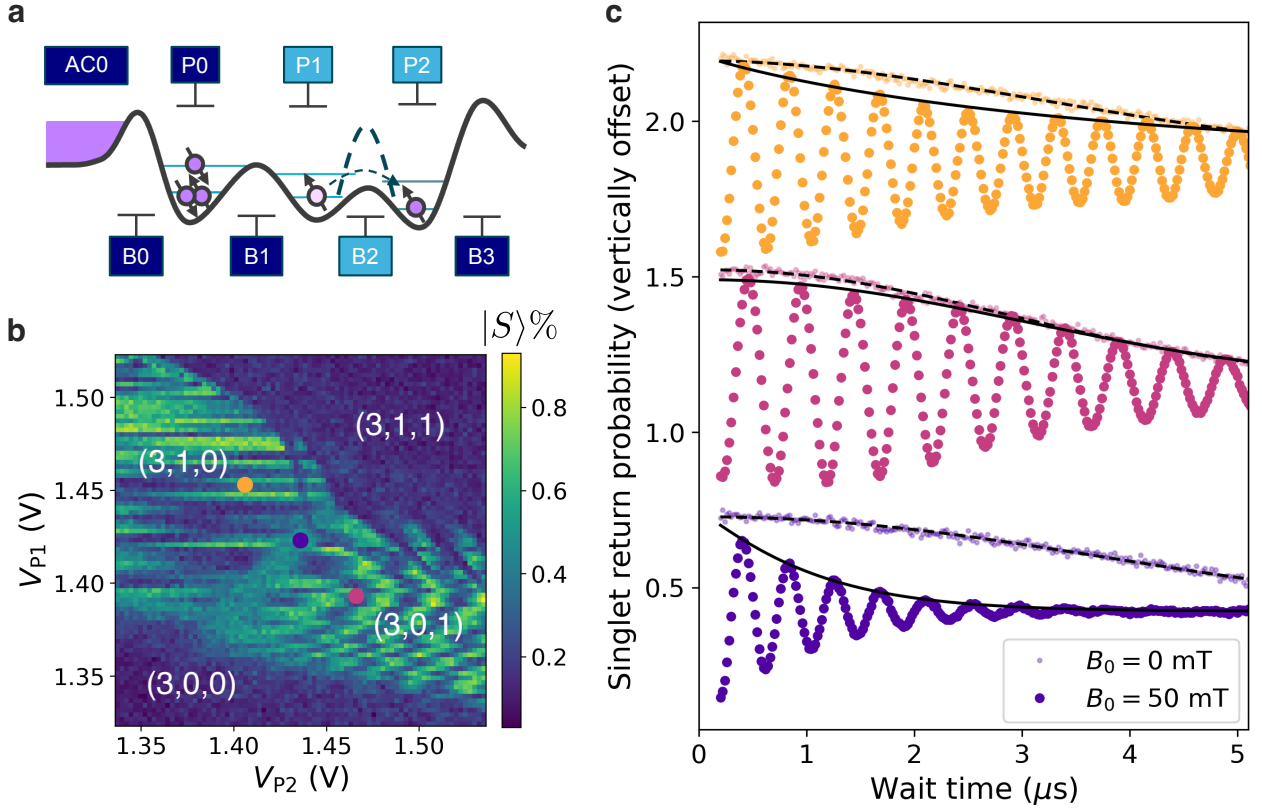 a
AC0
P0
P1
P2
B0
B1
B2
B3
b
|S⟩%
1.50
1.45
1.40
1.35
V_P1 (V)
(3,1,1)
(3,1,0)
(3,0,1)
(3,0,0)
0.8
0.6
0.4
0.2
1.35 1.40 1.45 1.50
V_P2 (V)
c
Singlet return probability (vertically offset)
2.0
1.5
1.0
0.5
B₀ = 0 mT
B₀ = 50 mT
0 1 2 3 4 5
Wait time (μs)